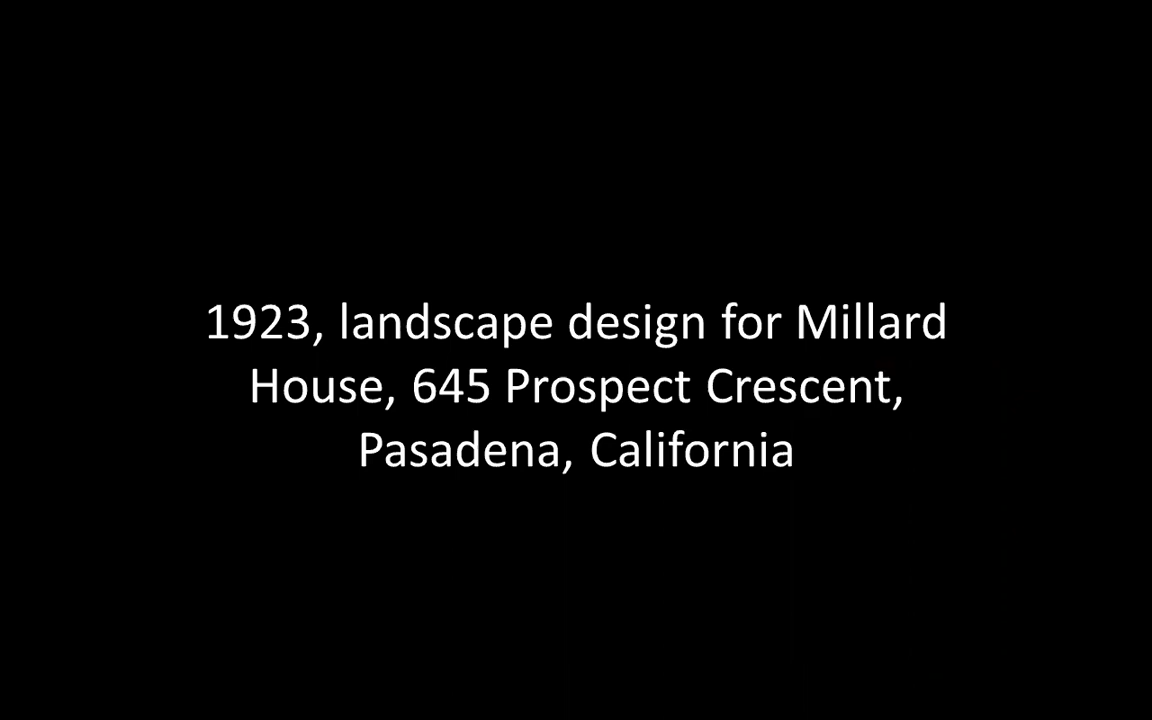 1923, landscape design for Millard
House, 645 Prospect Crescent,
Pasadena, California